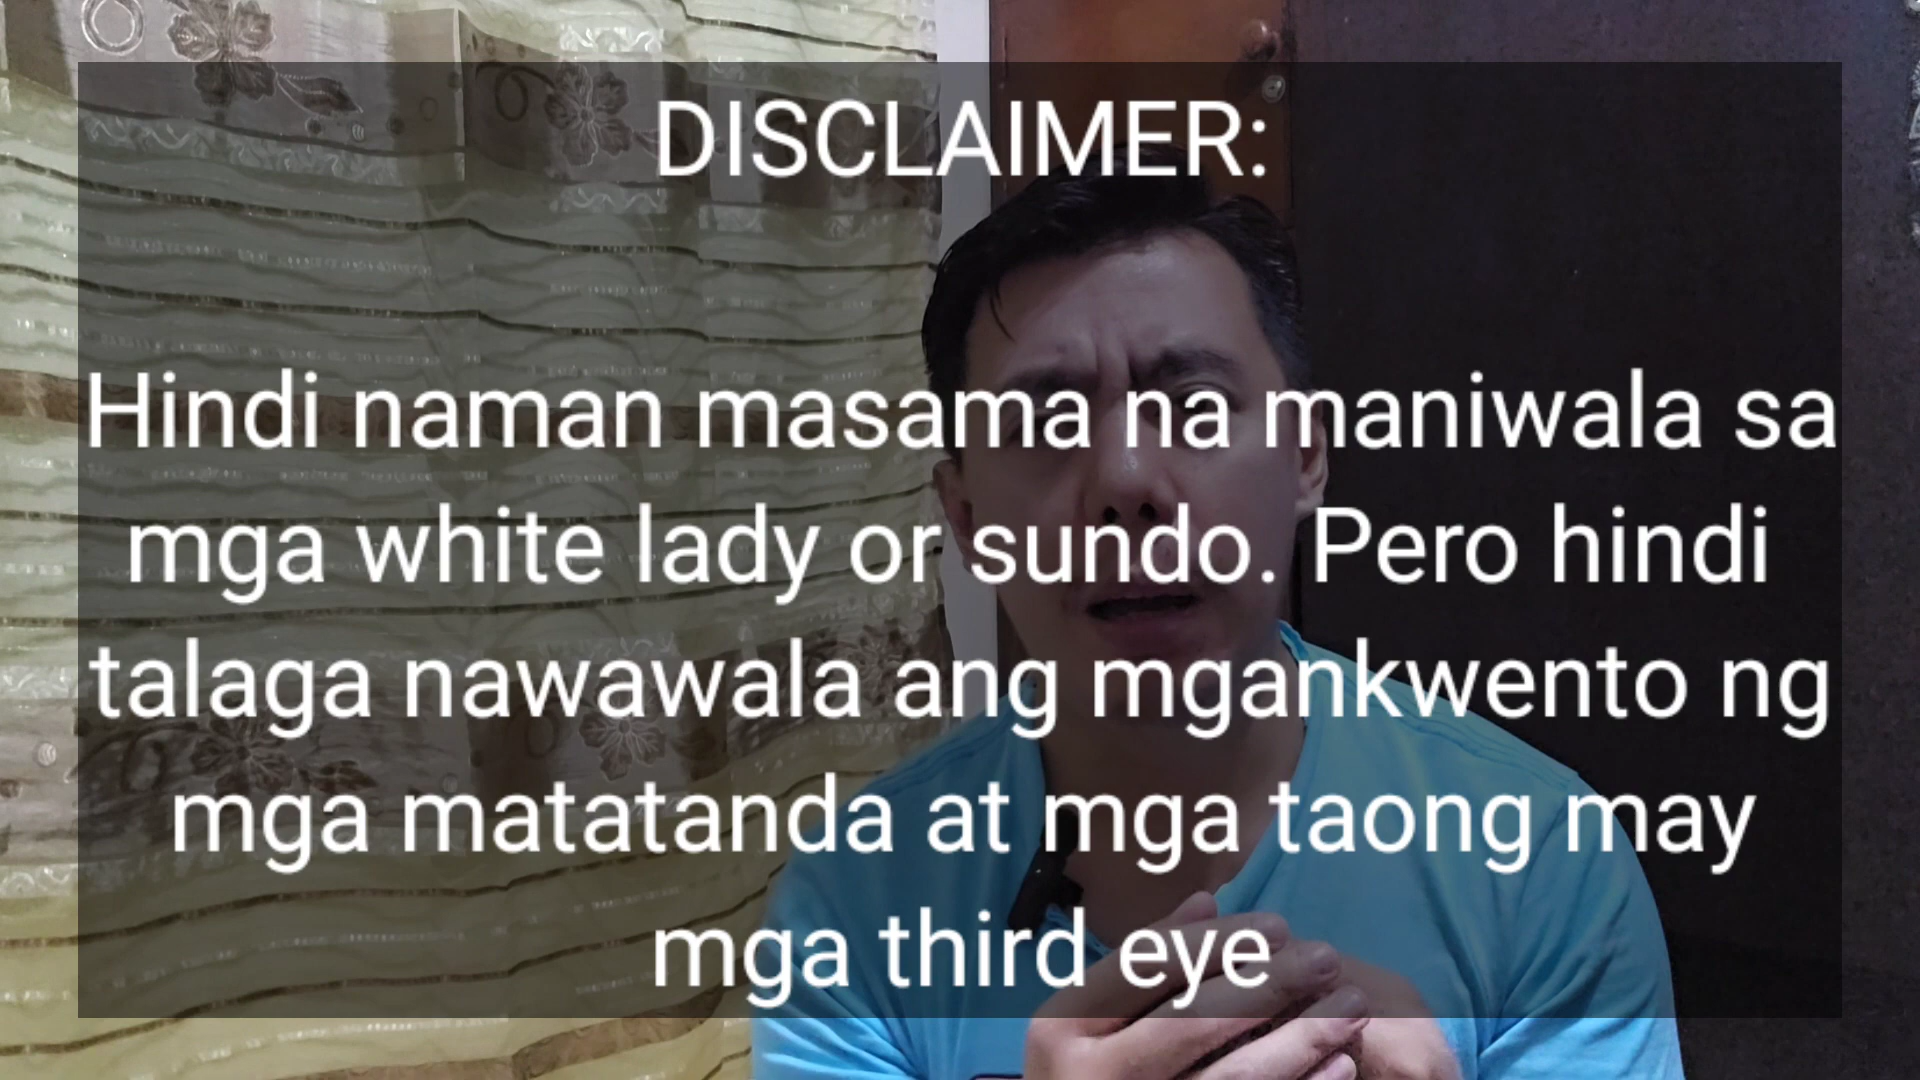 DISCLAIMER:
Hindi naman masama na maniwala sa
mga white lady or sundo. Pero hindi
talaga nawawala ang mgankwento ng
mga matatanda at mga taong may
mga third eye